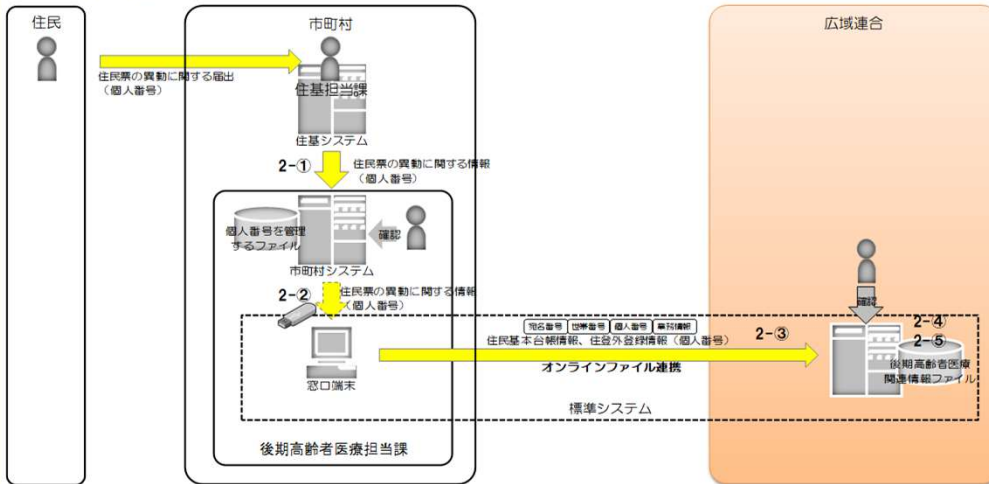 住民
市町村
広域連合
住民票の異動に関する届出
（個人番号）
住基担当課
住基システム
2-①
住民票の異動に関する情報
（個人番号）
個人番号を管理
するファイル
確認
市町村システム
2-②
住民票の異動に関する情報
（個人番号）
確認
宛名番号 世帯番号 個人番号 業務情報
住民基本台帳情報、住登外登録情報（個人番号）
2-③
2-④
2-⑤
オンラインファイル連携
後期高齢者医療
関連情報ファイル
窓口端末
標準システム
後期高齢者医療担当課